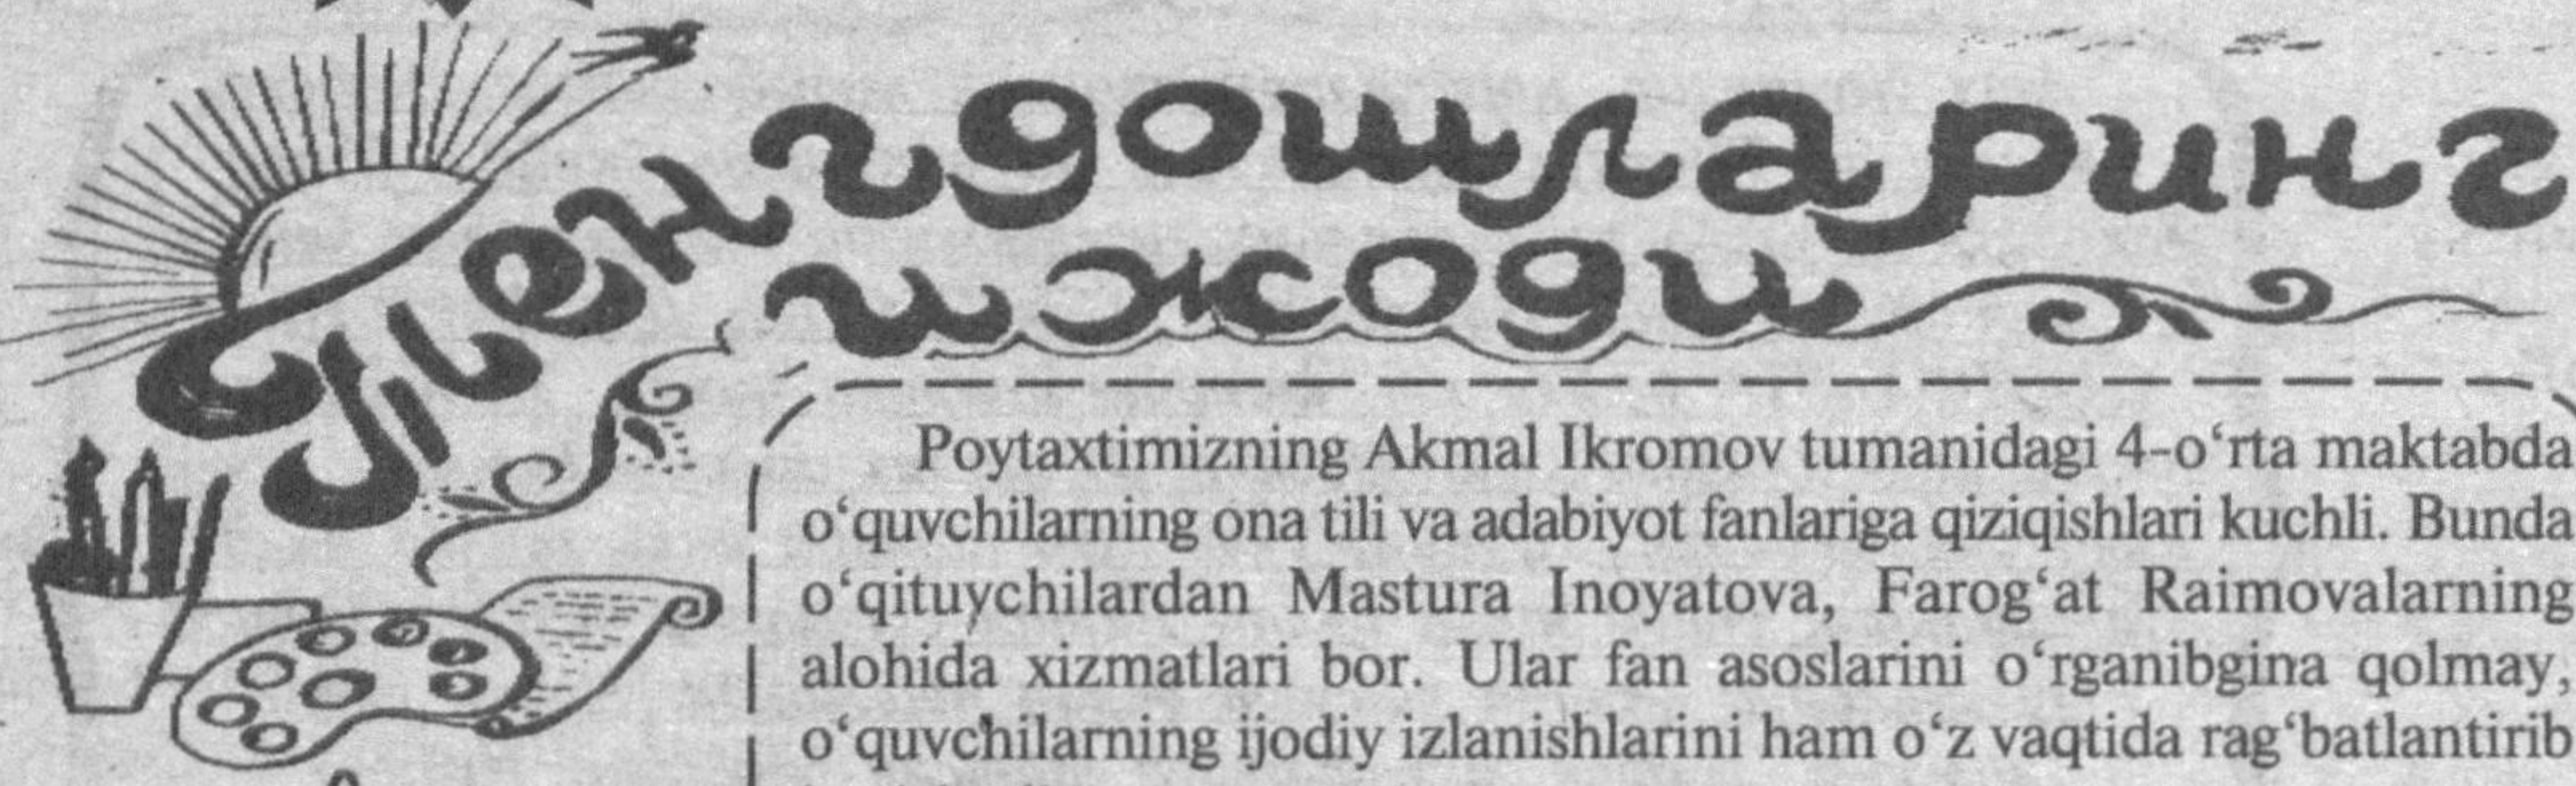 Тенгдошларинг
ижоди
Poytaxtimizning Akmal Ikromov tumanidagi 4-o‘rta maktabda
o‘quvchilarning ona tili va adabiyot fanlariga qiziqishlari kuchli. Bunda
o‘qituychilardan Mastura Inoyatova, Farog‘at Raimovalarning
alohida xizmatlari bor. Ular fan asoslarini o‘rganibgina qolmay,
o‘quvchilarning ijodiy izlanishlarini ham o‘z vaqtida rag‘batlantirib